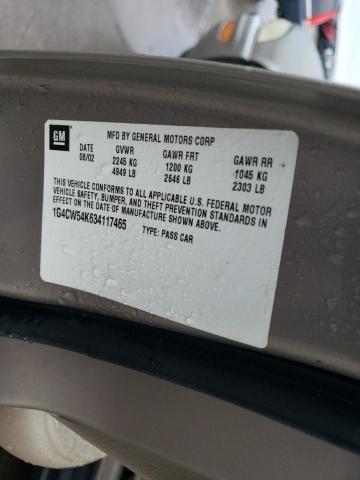 GM
MFD BY GENERAL MOTORS CORP
DATE GVWR GAWR FRT GAWR RR
08/02 2245 KG 1200 KG 1045 KG
4949 LB 2646 LB 2303 LB
THIS VEHICLE CONFORMS TO ALL APPLICABLE U.S. FEDERAL MOTOR
VEHICLE SAFETY, BUMPER, AND THEFT PREVENTION STANDARDS IN
EFFECT ON THE DATE OF MANUFACTURE SHOWN ABOVE.
1G4CW54K634117465
TYPE: PASS CAR